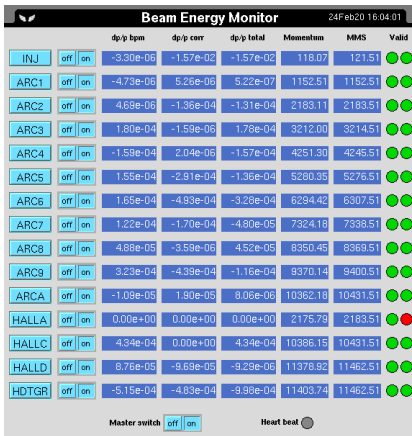 Beam Energy Monitor 24Feb20 16:04:01
dp/p bpm dp/p corr dp/p total Momentum MMS Valid
INJ off on -3.30e-06 -1.57e-02 -1.57e-02 118.07 121.51
ARC1 off on -4.73e-06 5.26e-06 5.22e-07 1152.51 1152.51
ARC2 off on 4.69e-06 -1.36e-04 -1.31e-04 2183.11 2183.51
ARC3 off on 1.80e-04 -1.59e-06 1.78e-04 3212.00 3214.51
ARC4 off on -1.59e-04 2.04e-06 -1.57e-04 4251.30 4245.51
ARC5 off on 1.55e-04 -2.91e-04 -1.36e-04 5280.35 5276.51
ARC6 off on 1.65e-04 -4.93e-04 -3.28e-04 6294.42 6307.51
ARC7 off on 1.22e-04 -1.70e-04 -4.80e-05 7324.18 7338.51
ARC8 off on 4.88e-05 -3.59e-06 4.52e-05 8350.45 8369.51
ARC9 off on 3.23e-04 -4.39e-04 -1.16e-04 9370.14 9400.51
ARCA off on -1.09e-05 1.90e-05 8.06e-06 10362.18 10431.51
HALLA off on 0.00e+00 0.00e+00 0.00e+00 2175.79 2183.51
HALLC off on 4.34e-04 0.00e+00 4.34e-04 10386.15 10431.51
HALLD off on 8.76e-05 -9.69e-05 -9.29e-06 11378.92 11462.51
HDTGR off on -5.15e-04 -4.83e-04 -9.98e-04 11403.74 11462.51
Master switch off on Heart beat